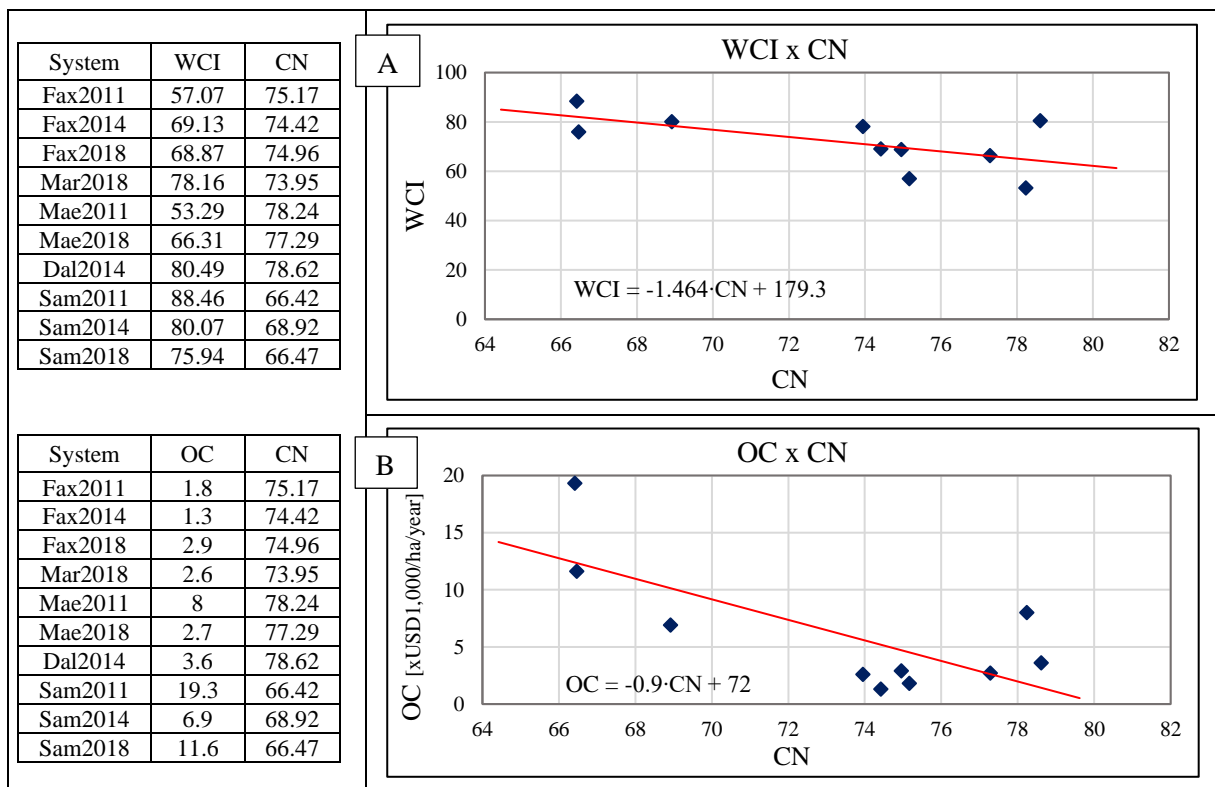 System WCI CN
Fax2011 57.07 75.17
Fax2014 69.13 74.42
Fax2018 68.87 74.96
Mar2018 78.16 73.95
Mae2011 53.29 78.24
Mae2018 66.31 77.29
Dal2014 80.49 78.62
Sam2011 88.46 66.42
Sam2014 80.07 68.92
Sam2018 75.94 66.47
A
WCI x CN
WCI
100
80
60
40
20
0
WCI = -1.464·CN + 179.3
64 66 68 70 72 74 76 78 80 82
CN
System OC CN
Fax2011 1.8 75.17
Fax2014 1.3 74.42
Fax2018 2.9 74.96
Mar2018 2.6 73.95
Mae2011 8 78.24
Mae2018 2.7 77.29
Dal2014 3.6 78.62
Sam2011 19.3 66.42
Sam2014 6.9 68.92
Sam2018 11.6 66.47
B
OC x CN
OC [xUSD1,000/ha/year]
20
15
10
5
0
OC = -0.9·CN + 72
64 66 68 70 72 74 76 78 80 82
CN